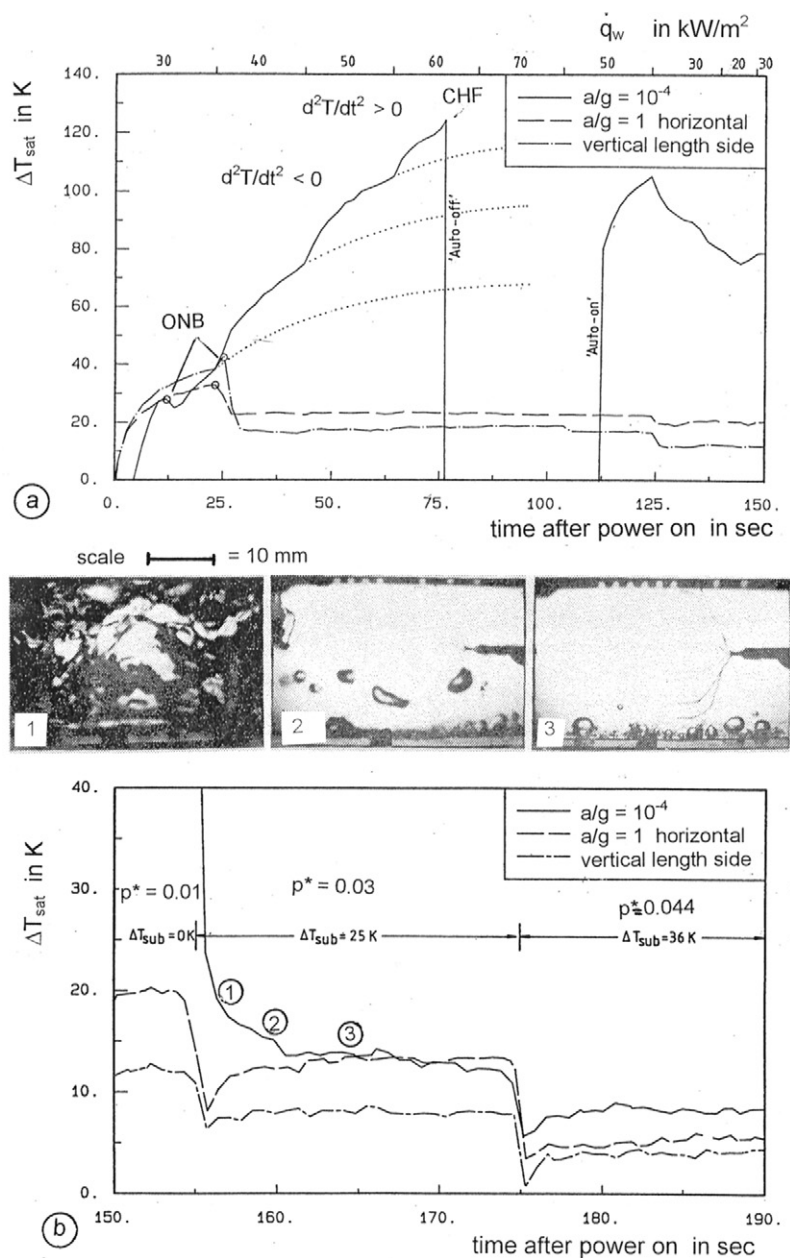 q̇w in kW/m²
30 40 50 60 70 50 30 20 30
ΔTsat in K
140.
120.
100.
80.
60.
40.
20.
0.
d²T/dt² > 0
CHF
d²T/dt² < 0
ONB
'Auto-off'
'Auto-on'
a/g = 10⁻⁴
a/g = 1 horizontal
vertical length side
0. 25. 50. 75. 100. 125. 150.
a
time after power on in sec
scale = 10 mm
1
2
3
ΔTsat in K
40.
30.
20.
10.
0.
a/g = 10⁻⁴
a/g = 1 horizontal
vertical length side
p* = 0.01
p* = 0.03
p*=0.044
ΔTsub=0K
ΔTsub=25 K
ΔTsub=36 K
1
2
3
150. 160. 170. 180. 190.
b
time after power on in sec